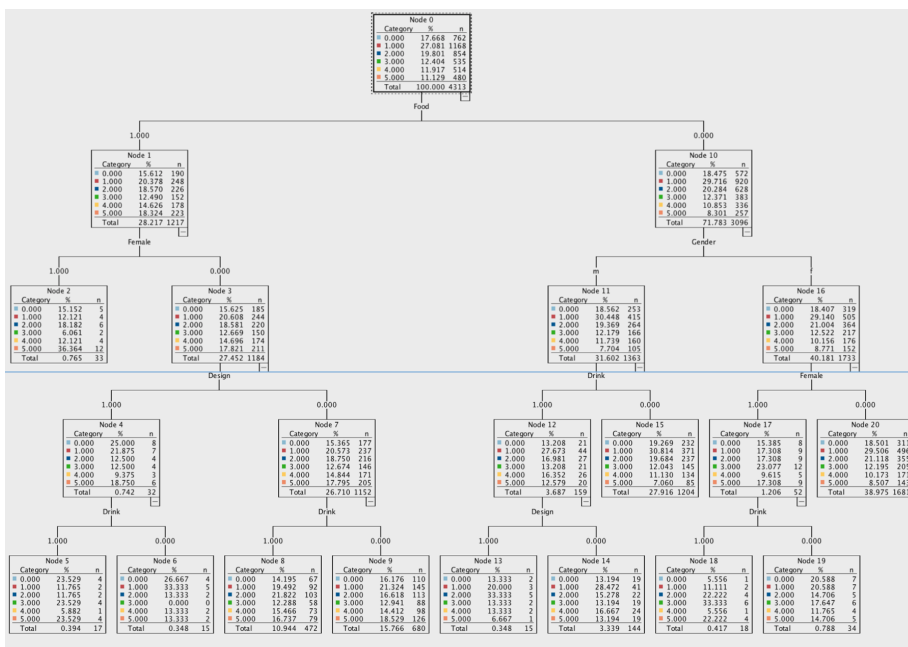 Node 0
Category % n
0.000 17.668 762
1.000 27.081 1168
2.000 19.801 854
3.000 12.404 535
4.000 11.917 514
5.000 11.129 480
Total 100.000 4313
Food
1.000
0.000
Node 1
Category % n
0.000 15.612 190
1.000 20.378 248
2.000 18.570 226
3.000 12.490 152
4.000 14.626 178
5.000 18.324 223
Total 28.217 1217
Node 10
Category % n
0.000 18.475 572
1.000 29.716 920
2.000 20.284 628
3.000 12.371 383
4.000 10.853 336
5.000 8.301 257
Total 71.783 3096
Female
Gender
1.000
0.000
m
f
Node 2
Category % n
0.000 15.152 5
1.000 12.121 4
2.000 18.182 6
3.000 6.061 2
4.000 12.121 4
5.000 36.364 12
Total 0.765 33
Node 3
Category % n
0.000 15.625 185
1.000 20.608 244
2.000 18.581 220
3.000 12.669 150
4.000 14.696 174
5.000 17.821 211
Total 27.452 1184
Node 11
Category % n
0.000 18.562 253
1.000 30.448 415
2.000 19.369 264
3.000 12.179 166
4.000 11.739 160
5.000 7.704 105
Total 31.602 1363
Node 16
Category % n
0.000 18.407 319
1.000 29.140 505
2.000 21.004 364
3.000 12.522 217
4.000 10.156 176
5.000 8.771 152
Total 40.181 1733
Design
Drink
Female
1.000
0.000
1.000
0.000
1.000
0.000
Node 4
Category % n
0.000 25.000 8
1.000 21.875 7
2.000 12.500 4
3.000 12.500 4
4.000 9.375 3
5.000 18.750 6
Total 0.742 32
Node 7
Category % n
0.000 15.365 177
1.000 20.573 237
2.000 18.750 216
3.000 12.674 146
4.000 14.844 171
5.000 17.795 205
Total 26.710 1152
Node 12
Category % n
0.000 13.208 21
1.000 27.673 44
2.000 16.981 27
3.000 13.208 21
4.000 16.352 26
5.000 12.579 20
Total 3.687 159
Node 15
Category % n
0.000 19.269 232
1.000 30.814 371
2.000 19.684 237
3.000 12.043 145
4.000 11.130 134
5.000 7.060 85
Total 27.916 1204
Node 17
Category % n
0.000 15.385 8
1.000 17.308 9
2.000 17.308 9
3.000 23.077 12
4.000 9.615 5
5.000 17.308 9
Total 1.206 52
Node 20
Category % n
0.000 18.501
1.000 29.506
2.000 21.118
3.000 12.195
4.000 10.173
5.000 8.507
Total 38.975
Drink
Drink
Design
Drink
1.000
0.000
1.000
0.000
1.000
0.000
1.000
0.000
Node 5
Category % n
0.000 23.529 4
1.000 11.765 2
2.000 11.765 2
3.000 23.529 4
4.000 5.882 1
5.000 23.529 4
Total 0.394 17
Node 6
Category % n
0.000 26.667 4
1.000 33.333 5
2.000 13.333 2
3.000 0.000 0
4.000 13.333 2
5.000 13.333 2
Total 0.348 15
Node 8
Category % n
0.000 14.195 67
1.000 19.492 92
2.000 21.822 103
3.000 12.288 58
4.000 15.466 73
5.000 16.737 79
Total 10.944 472
Node 9
Category % n
0.000 16.176 110
1.000 21.324 145
2.000 16.618 113
3.000 12.941 88
4.000 14.412 98
5.000 18.529 126
Total 15.766 680
Node 13
Category % n
0.000 13.333 2
1.000 20.000 3
2.000 33.333 5
3.000 13.333 2
4.000 13.333 2
5.000 6.667 1
Total 0.348 15
Node 14
Category % n
0.000 13.194 19
1.000 28.472 41
2.000 15.278 22
3.000 13.194 19
4.000 16.667 24
5.000 13.194 19
Total 3.339 144
Node 18
Category % n
0.000 5.556 1
1.000 11.111 2
2.000 22.222 4
3.000 33.333 6
4.000 5.556 1
5.000 22.222 4
Total 0.417 18
Node 19
Category % n
0.000 20.588 7
1.000 20.588 7
2.000 14.706 5
3.000 17.647 6
4.000 11.765 4
5.000 14.706 5
Total 0.788 34